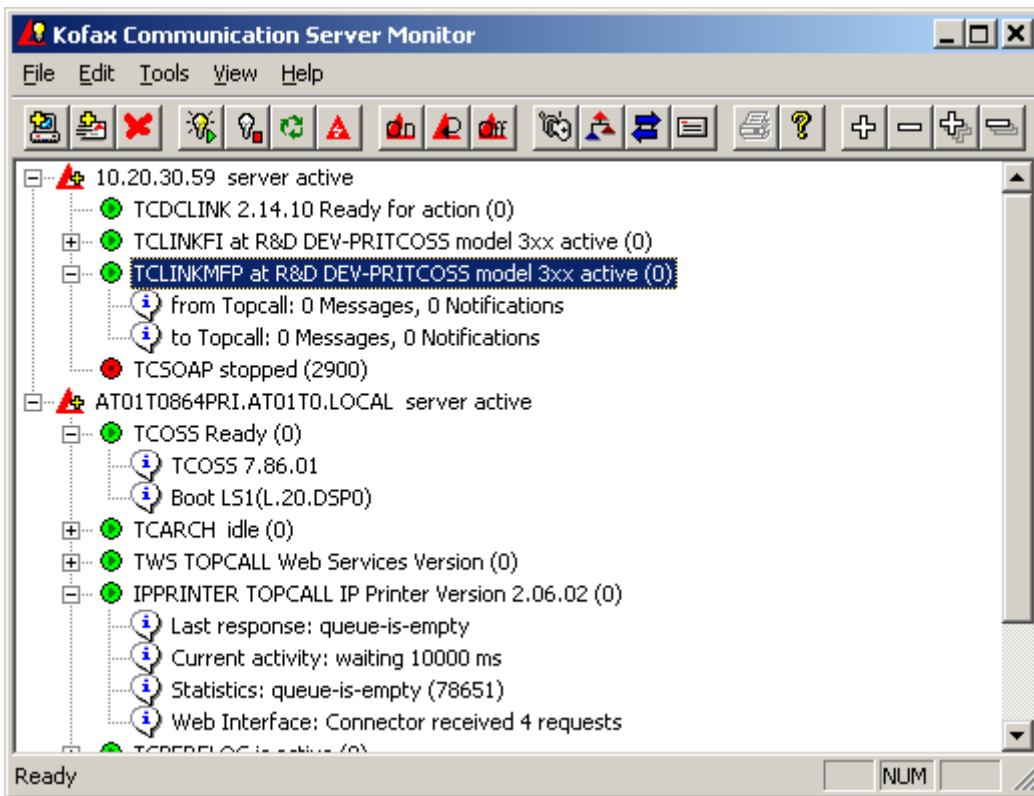 Kofax Communication Server Monitor
File Edit Tools View Help
10.20.30.59 server active
TCDCLINK 2.14.10 Ready for action (0)
TCLINKFI at R&D DEV-PRITCOSS model 3xx active (0)
TCLINKMFP at R&D DEV-PRITCOSS model 3xx active (0)
from Topcall: 0 Messages, 0 Notifications
to Topcall: 0 Messages, 0 Notifications
TCSOAP stopped (2900)
AT01T0864PRI.AT01T0.LOCAL server active
TCOSS Ready (0)
TCOSS 7.86.01
Boot LS1(L.20.DSP0)
TCARCH idle (0)
TWS TOPCALL Web Services Version (0)
IPPRINTER TOPCALL IP Printer Version 2.06.02 (0)
Last response: queue-is-empty
Current activity: waiting 10000 ms
Statistics: queue-is-empty (78651)
Web Interface: Connector received 4 requests
Ready NUM